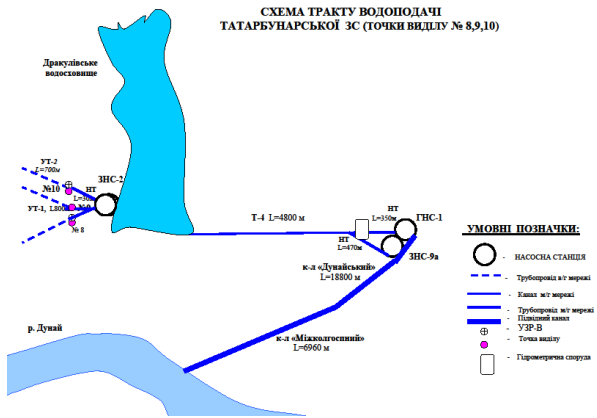 СХЕМА ТРАКТУ ВОДОПОДАЧІ
ТАТАРБУНАРСЬКОЇ ЗС (ТОЧКИ ВИДІЛУ № 8,9,10)
Дракулівське
водосховище
УТ-2
L=700м
ЗНС-2
№10
НТ
УТ-1,
№ 8
Т-4 L=4800 м
НТ
ГНС-1
L=350м
НТ
L=470м
ЗНС-9а
к-л «Дунайський»
L=18800 м
р. Дунай
к-л «Міжколгоспний»
L=6960 м
УМОВНІ ПОЗНАЧКИ:
- НАСОСНА СТАНЦІЯ
- Трубопровід в/г мережі
- Канал м/г мережі
- Трубопровід м/г мережі
- Підвідний канал
- УЗР-В
- Точка виділу
- Гідрометрична споруда